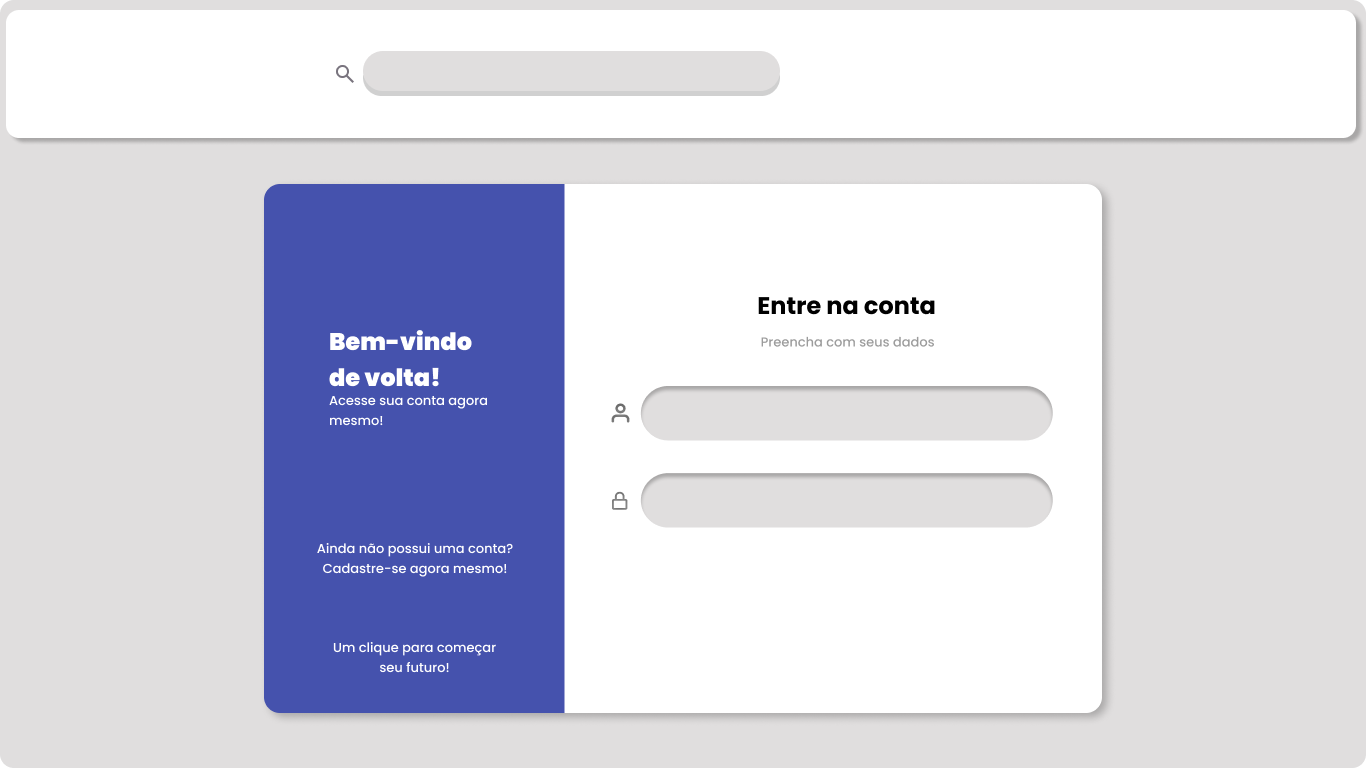 Bem-vindo
de volta!
Acesse sua conta agora
mesmo!
Ainda não possui uma conta?
Cadastre-se agora mesmo!
Um clique para começar
seu futuro!
Entre na conta
Preencha com seus dados